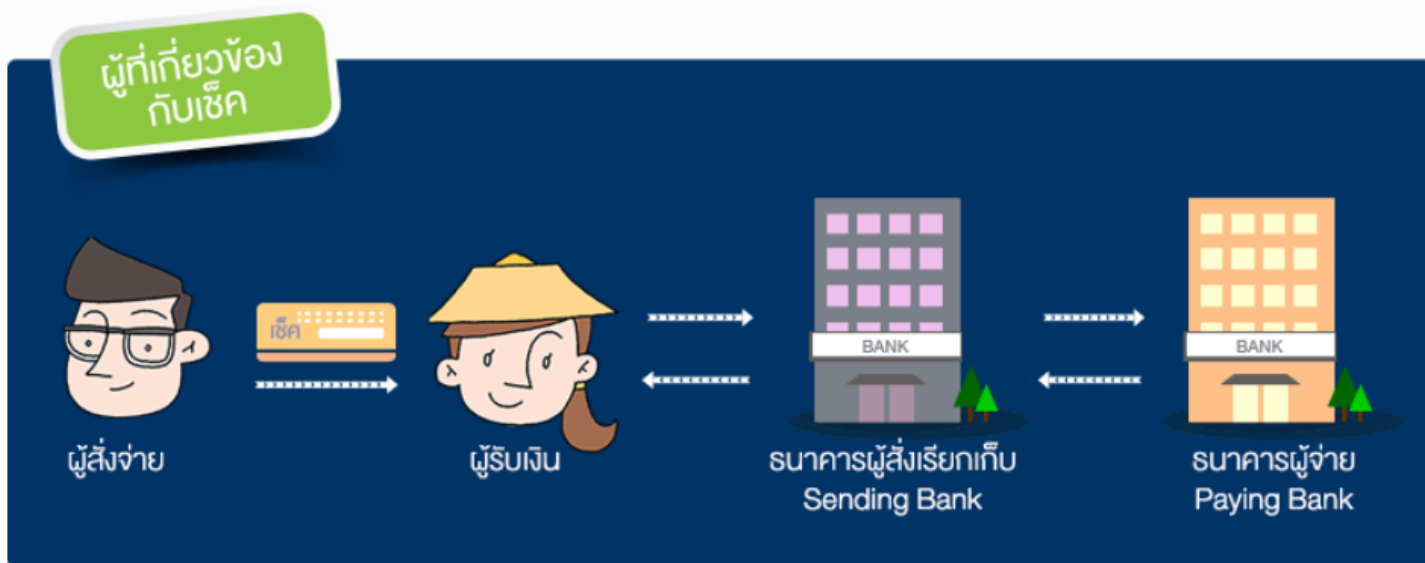 ผู้ที่เกี่ยวข้อง
กับเช็ค
เช็ค
BANK
BANK
ผู้สั่งจ่าย
ผู้รับเงิน
ธนาคารผู้สั่งเรียกเก็บ
Sending Bank
ธนาคารผู้จ่าย
Paying Bank